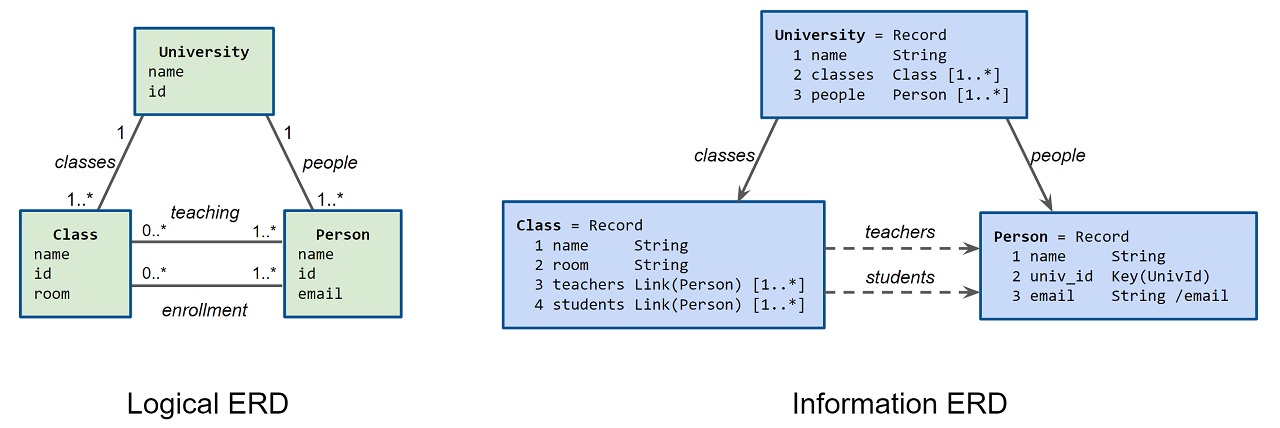 University
name
id
1
1
classes
people
1..*
1..*
Class
name
id
room
teaching
0..*
1..*
0..*
1..*
enrollment
Person
name
id
email
Logical ERD
University = Record
1 name String
2 classes Class [1..*]
3 people Person [1..*]
classes
people
Class = Record
1 name String
2 room String
3 teachers Link(Person) [1..*]
4 students Link(Person) [1..*]
teachers
students
Person = Record
1 name String
2 univ_id Key(UnivId)
3 email String /email
Information ERD